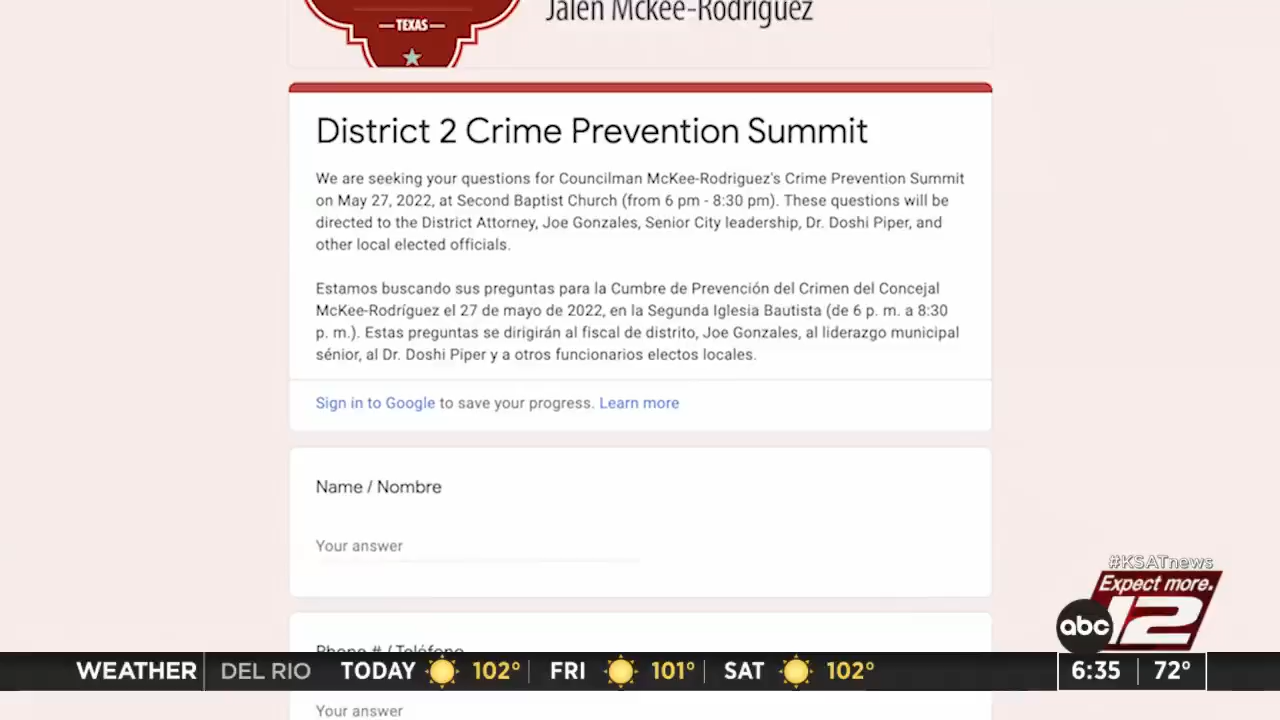 TEXAS
Jalen Mckee-Rodriguez
District 2 Crime Prevention Summit
We are seeking your questions for Councilman McKee-Rodriguez's Crime Prevention Summit
on May 27, 2022, at Second Baptist Church (from 6 pm - 8:30 pm). These questions will be
directed to the District Attorney, Joe Gonzales, Senior City leadership, Dr. Doshi Piper, and
other local elected officials.
Estamos buscando sus preguntas para la Cumbre de Prevención del Crimen del Concejal
McKee-Rodríguez el 27 de mayo de 2022, en la Segunda Iglesia Bautista (de 6 p. m. a 8:30
p. m.). Estas preguntas se dirigirán al fiscal de distrito, Joe Gonzales, al liderazgo municipal
sénior, al Dr. Doshi Piper y a otros funcionarios electos locales.
Sign in to Google to save your progress. Learn more
Name / Nombre
Your answer
#KSATnews
Expect more.
abc 12
Phone # / Teléfono
WEATHER DEL RIO TODAY 102° FRI 101° SAT 102° 6:35 72°
Your answer